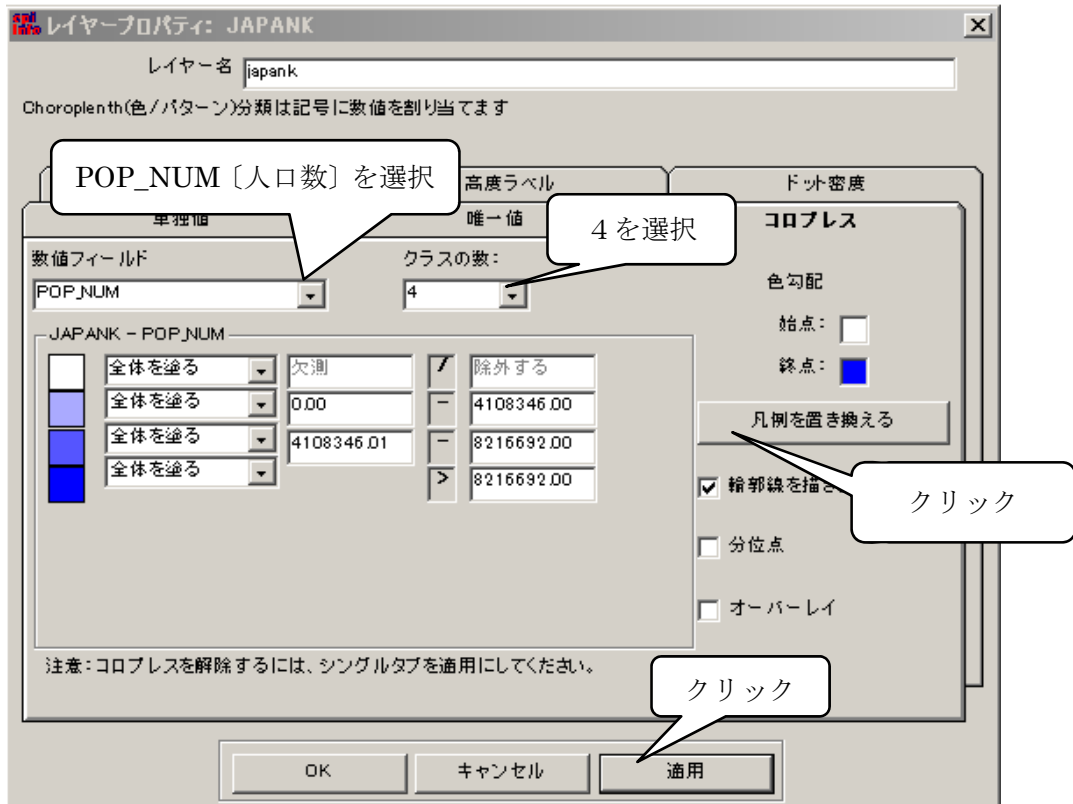 レイヤープロパティ: JAPANK
レイヤー名 japank
Choroplenth(色/パターン)分類は記号に数値を割り当てます
POP_NUM〔人口数〕を選択
高度ラベル
ドット密度
単独値
唯一値
4を選択
コロプレス
数値フィールド
クラスの数:
POP_NUM
4
色勾配
始点:
終点:
JAPANK - POP_NUM
全体を塗る 欠測 / 除外する
全体を塗る 0.00 - 4108346.00
全体を塗る 4108346.01 - 8216692.00
全体を塗る > 8216692.00
凡例を置き換える
輪郭線を描き
クリック
分位点
オーバーレイ
注意:コロプレスを解除するには、シングルタブを適用にしてください。
クリック
OK
キャンセル
適用